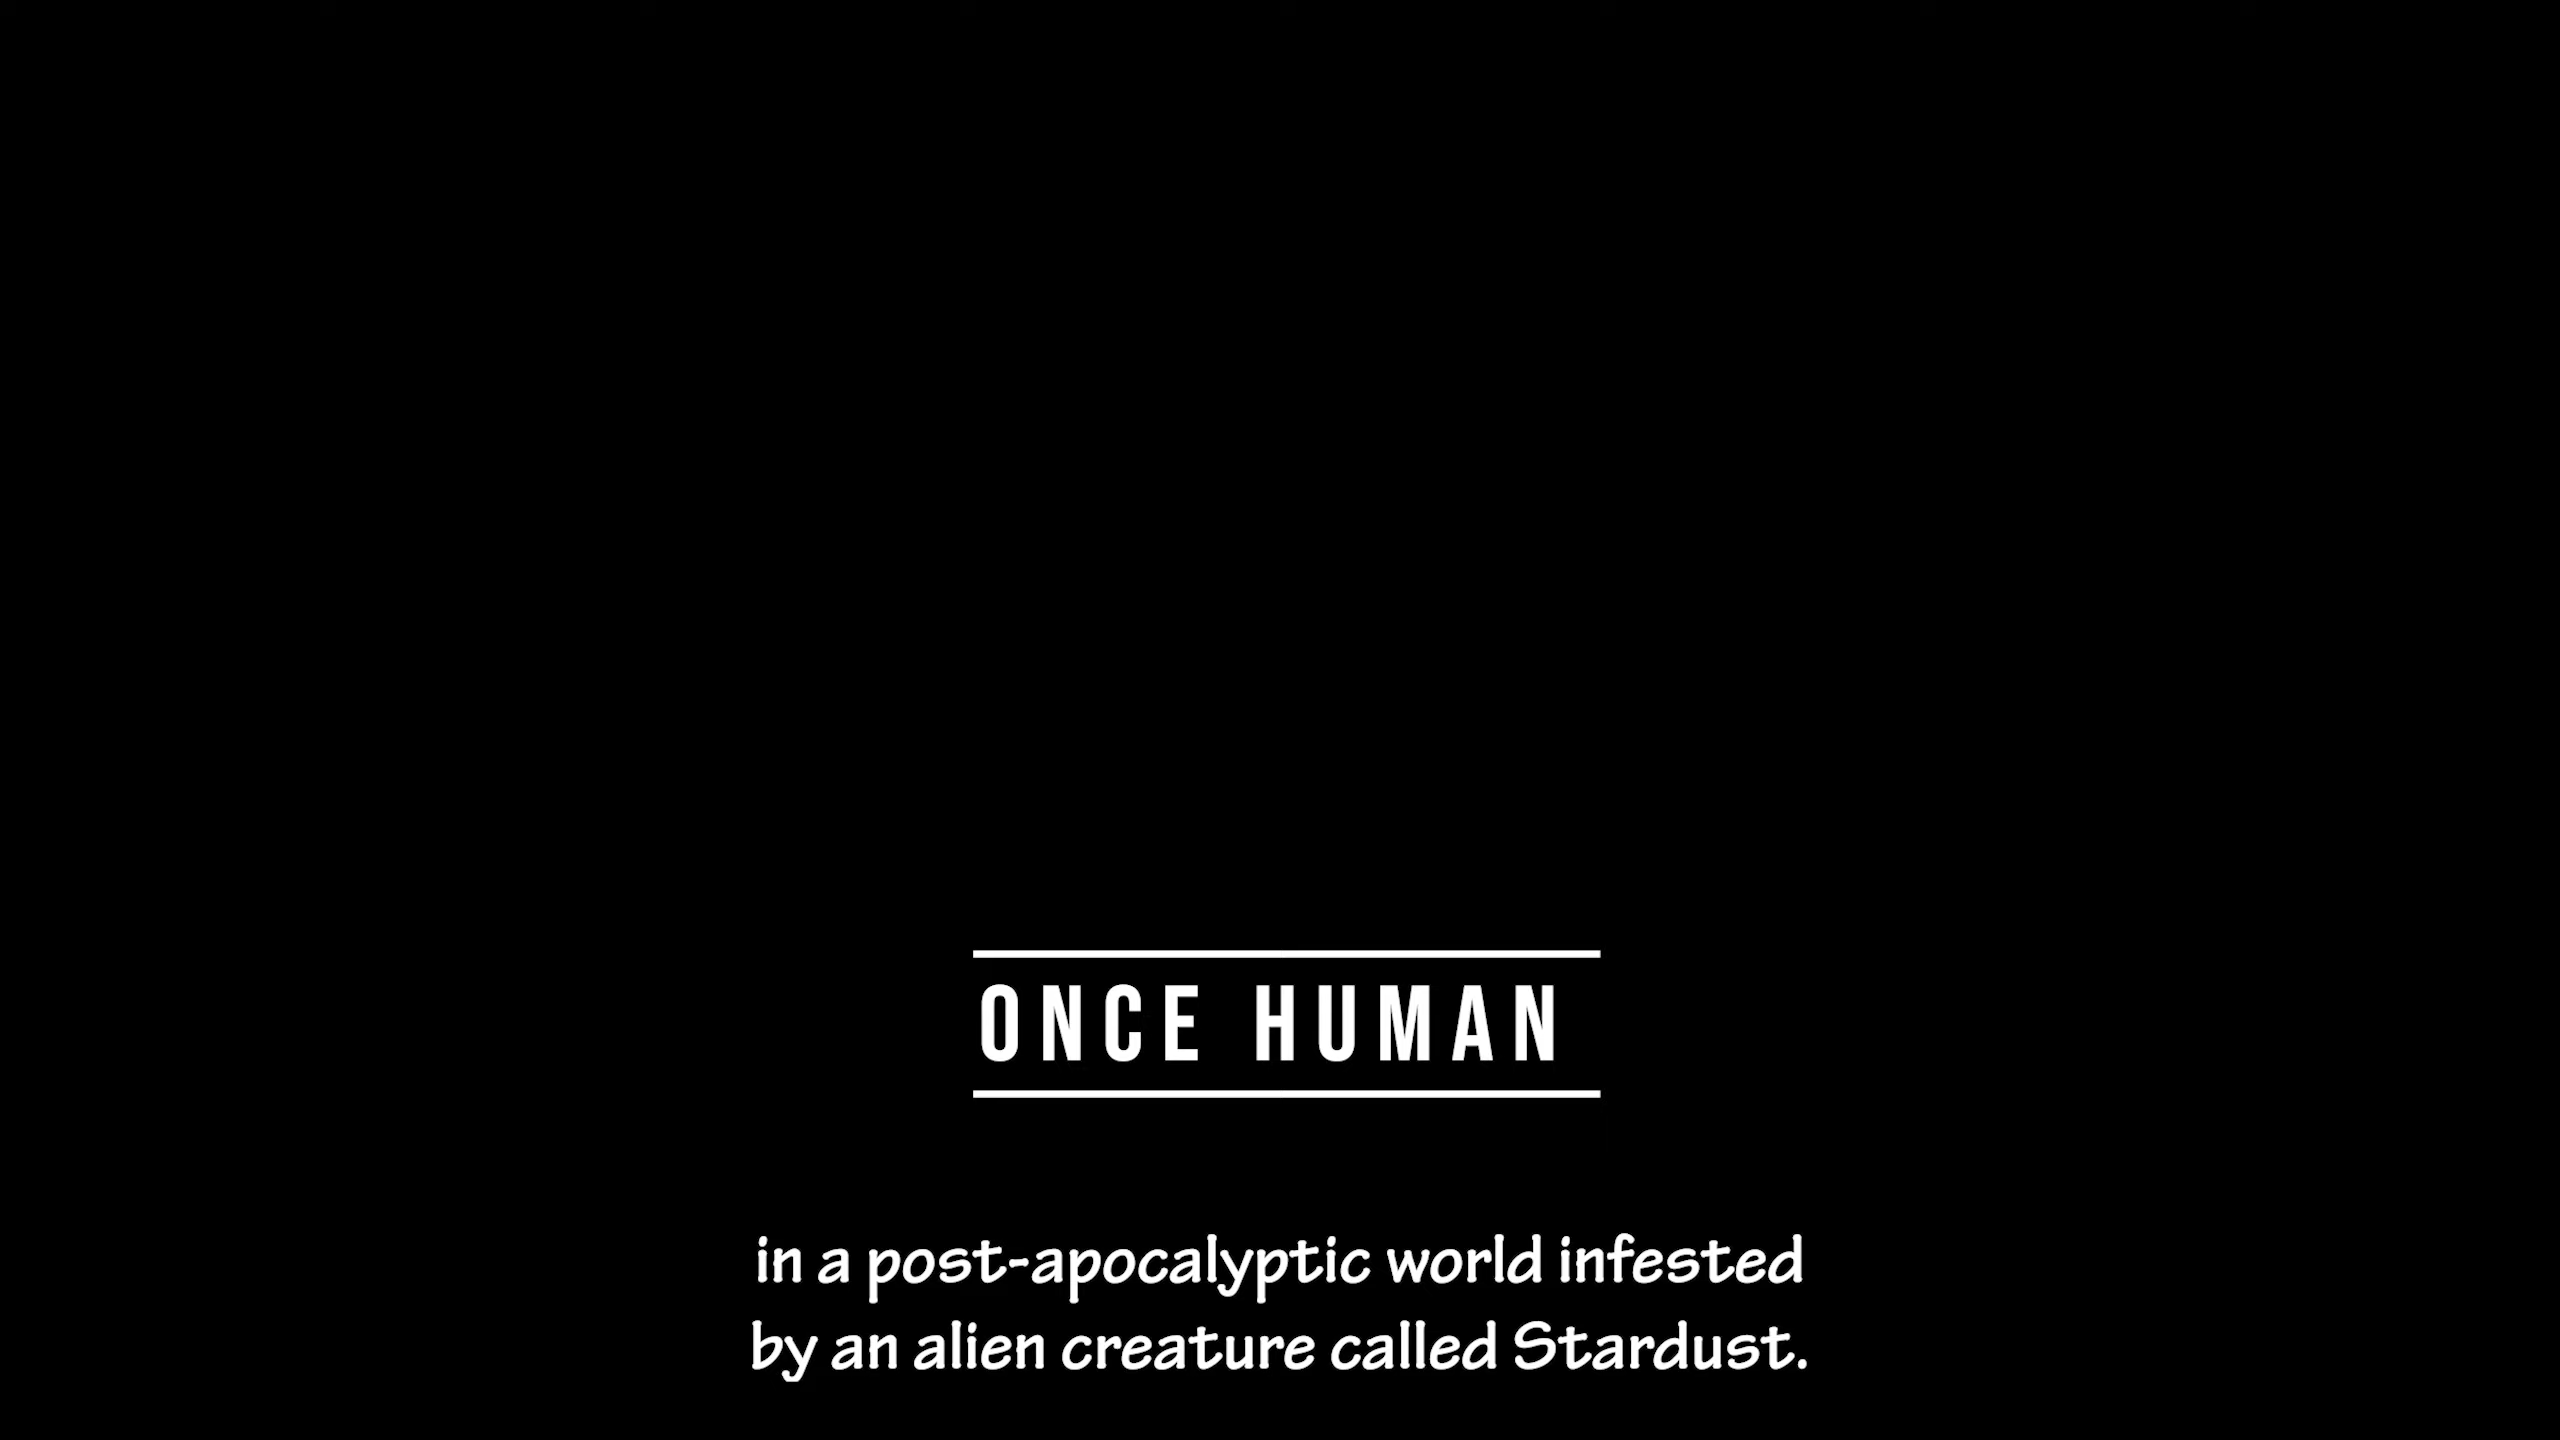 ONCE HUMAN
in a post-apocalyptic world infested
by an alien creature called Stardust.